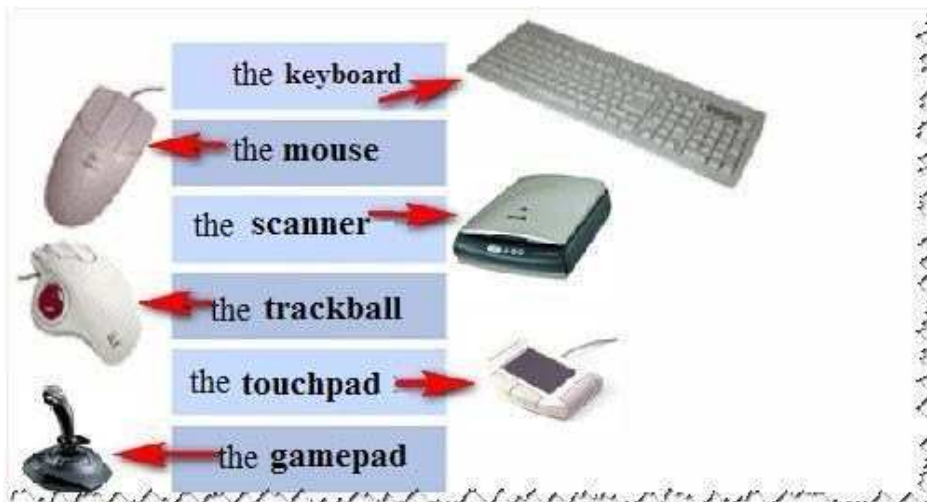 the keyboard
the mouse
the scanner
the trackball
the touchpad
the gamepad